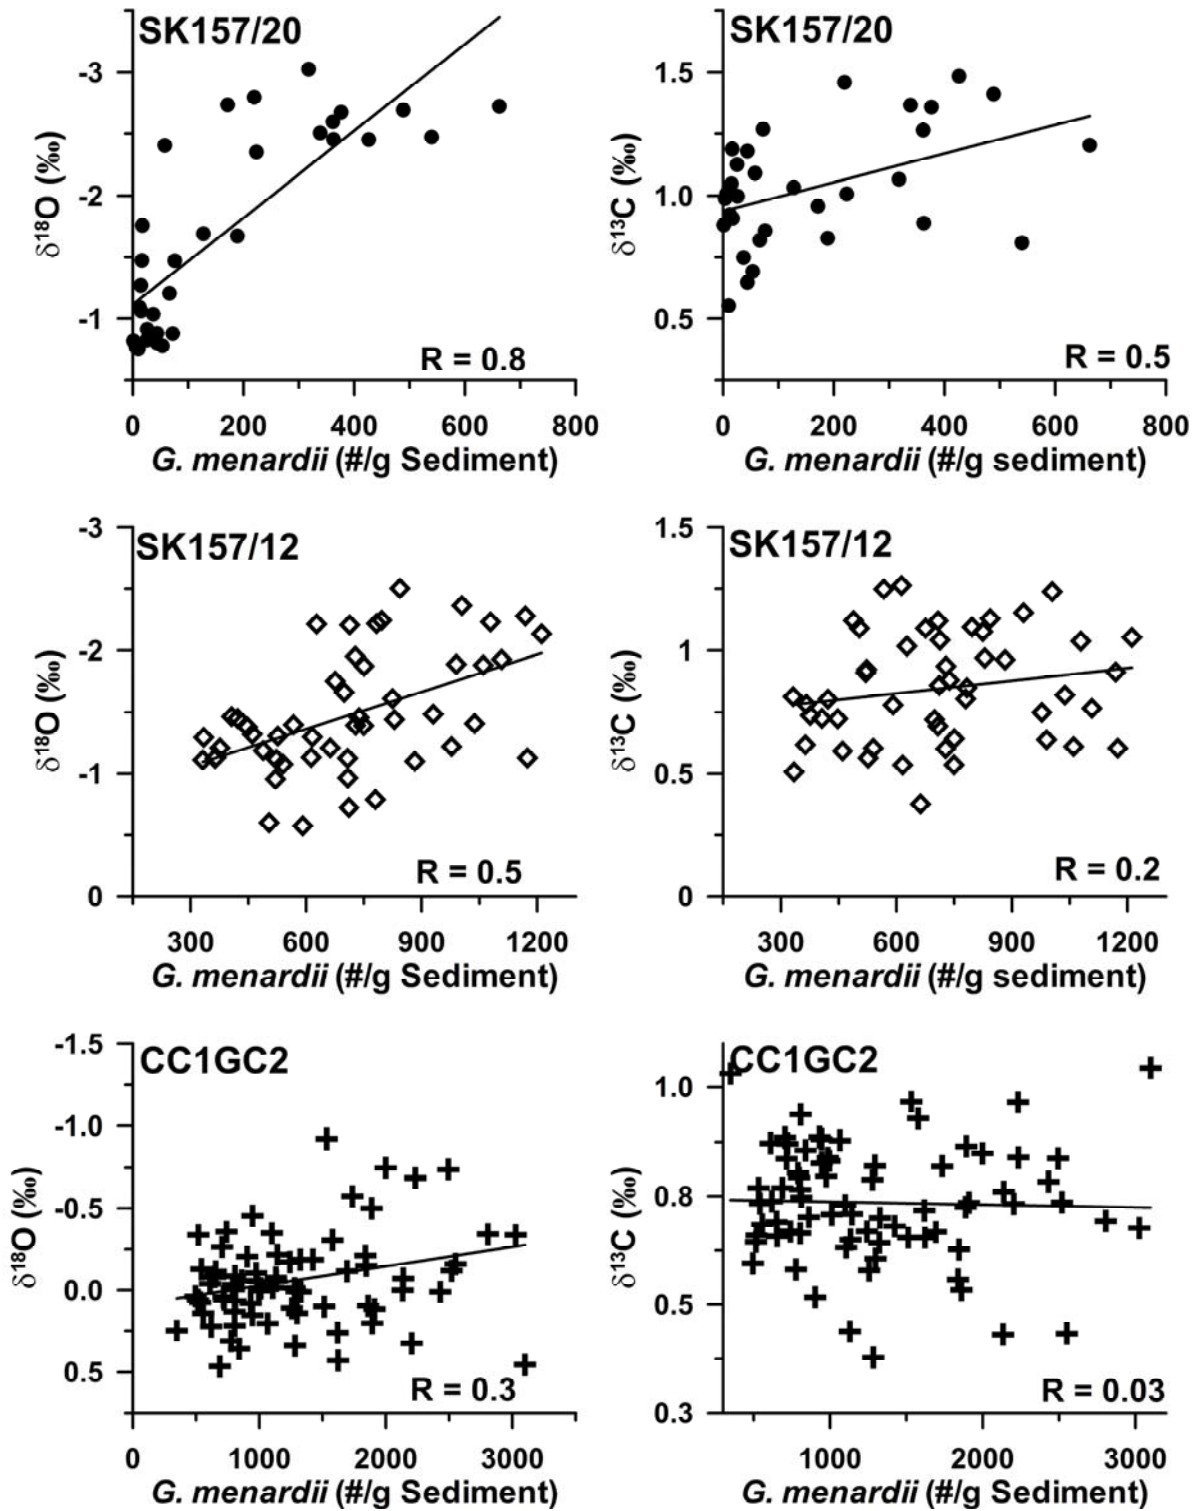 SK157/20
-3
-2
-1
δ18O (‰)
R = 0.8
0 200 400 600 800
G. menardii (#/g Sediment)
SK157/20
1.5
1.0
0.5
δ13C (‰)
R = 0.5
0 200 400 600 800
G. menardii (#/g sediment)
-3
SK157/12
-2
-1
0
δ18O (‰)
R = 0.5
300 600 900 1200
G. menardii (#/g Sediment)
1.5
SK157/12
1
0.5
0
δ13C (‰)
R = 0.2
300 600 900 1200
G. menardii (#/g sediment)
-1.5
CC1GC2
-1.0
-0.5
0.0
0.5
δ18O (‰)
R = 0.3
0 1000 2000 3000
G. menardii (#/g Sediment)
CC1GC2
1.0
0.8
0.5
0.3
δ13C (‰)
R = 0.03
1000 2000 3000
G. menardii (#/g Sediment)